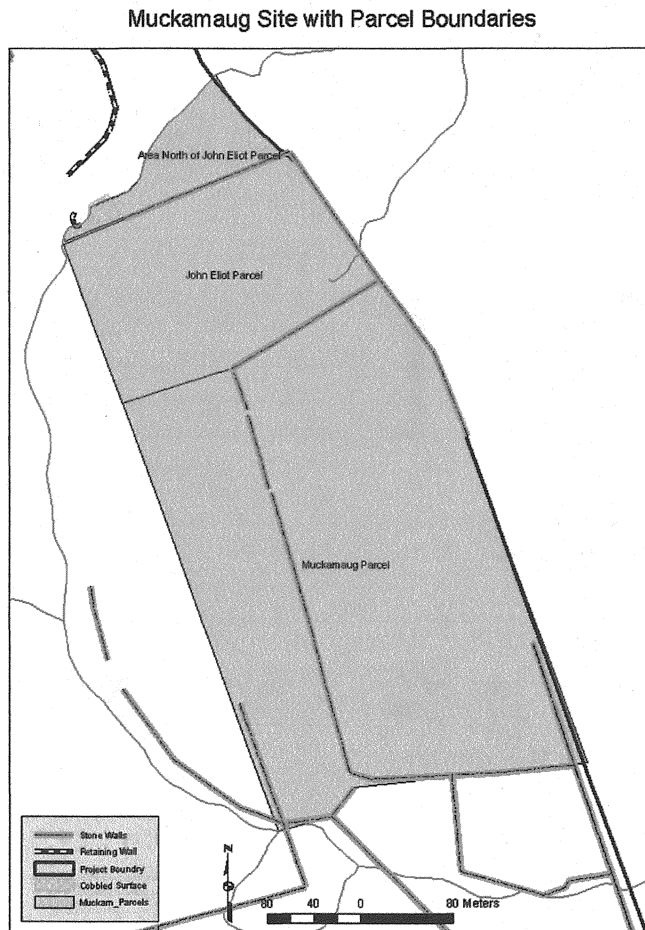 Muckamaug Site with Parcel Boundaries
Area North of John Eliot Parcel
John Eliot Parcel
Muckamaug Parcel
Stone Walls
Retaining Wall
Project Boundry
Cobbled Surface
Muckam_Parcels
N
80 40 0 80 Meters